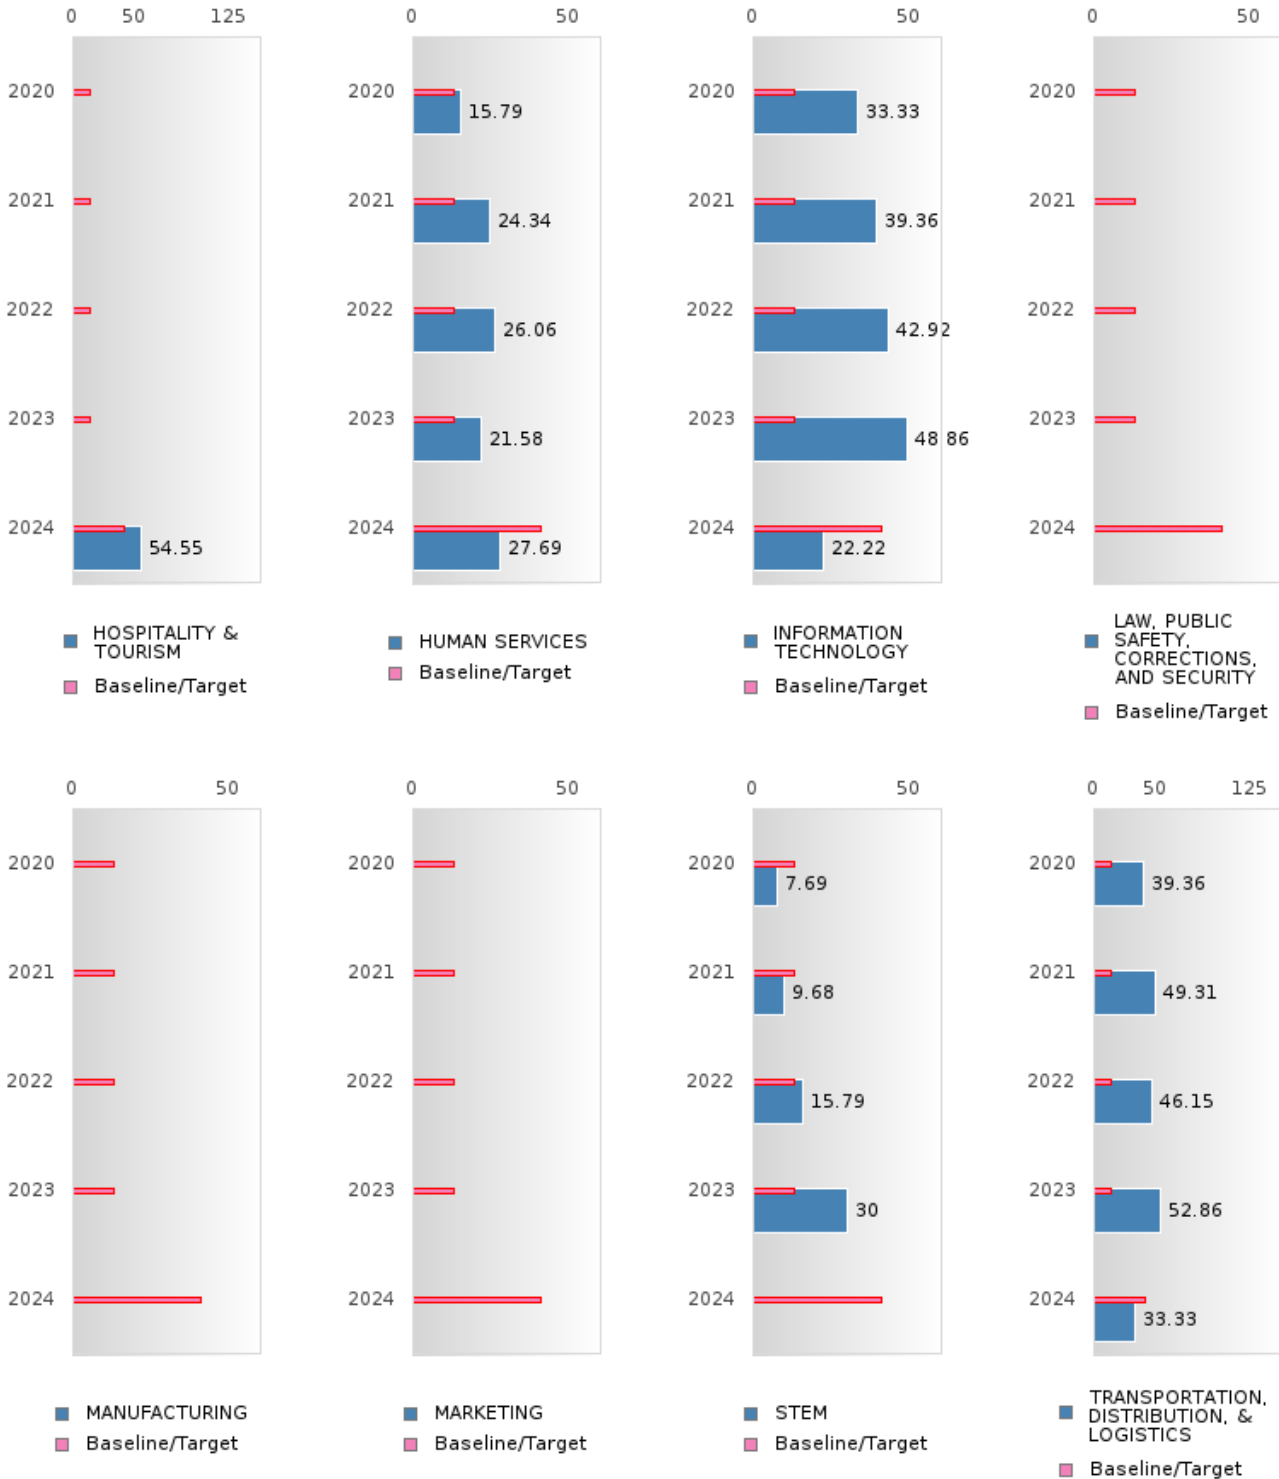 0 50 125
2020
2021
2022
2023
2024
54.55
HOSPITALITY &
TOURISM
Baseline/Target
0 50
2020
15.79
2021
24.34
2022
26.06
2023
21.58
2024
27.69
HUMAN SERVICES
Baseline/Target
0 50
2020
33.33
2021
39.36
2022
42.92
2023
48.86
2024
22.22
INFORMATION
TECHNOLOGY
Baseline/Target
0 50
2020
2021
2022
2023
2024
LAW, PUBLIC
SAFETY,
CORRECTIONS,
AND SECURITY
Baseline/Target
0 50
2020
2021
2022
2023
2024
MANUFACTURING
Baseline/Target
0 50
2020
2021
2022
2023
2024
MARKETING
Baseline/Target
0 50
2020
7.69
2021
9.68
2022
15.79
2023
30
2024
STEM
Baseline/Target
0 50 125
2020
39.36
2021
49.31
2022
46.15
2023
52.86
2024
33.33
TRANSPORTATION,
DISTRIBUTION, &
LOGISTICS
Baseline/Target